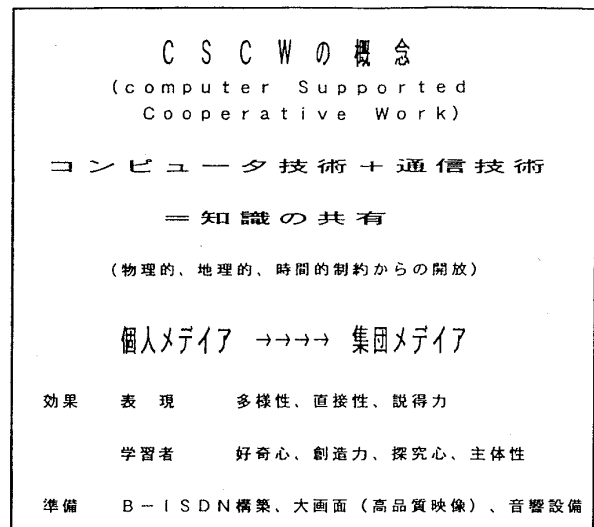 CSCWの概念
(computer Supported
Cooperative Work)
コンピュータ技術+通信技術
=知識の共有
(物理的、地理的、時間的制約からの開放)
個人メデイア →→→→ 集団メデイア
効果 表 現 多様性、直接性、説得力
学習者 好奇心、創造力、探究心、主体性
準備 B-ISDN構築、大画面(高品質映像)、音響設備